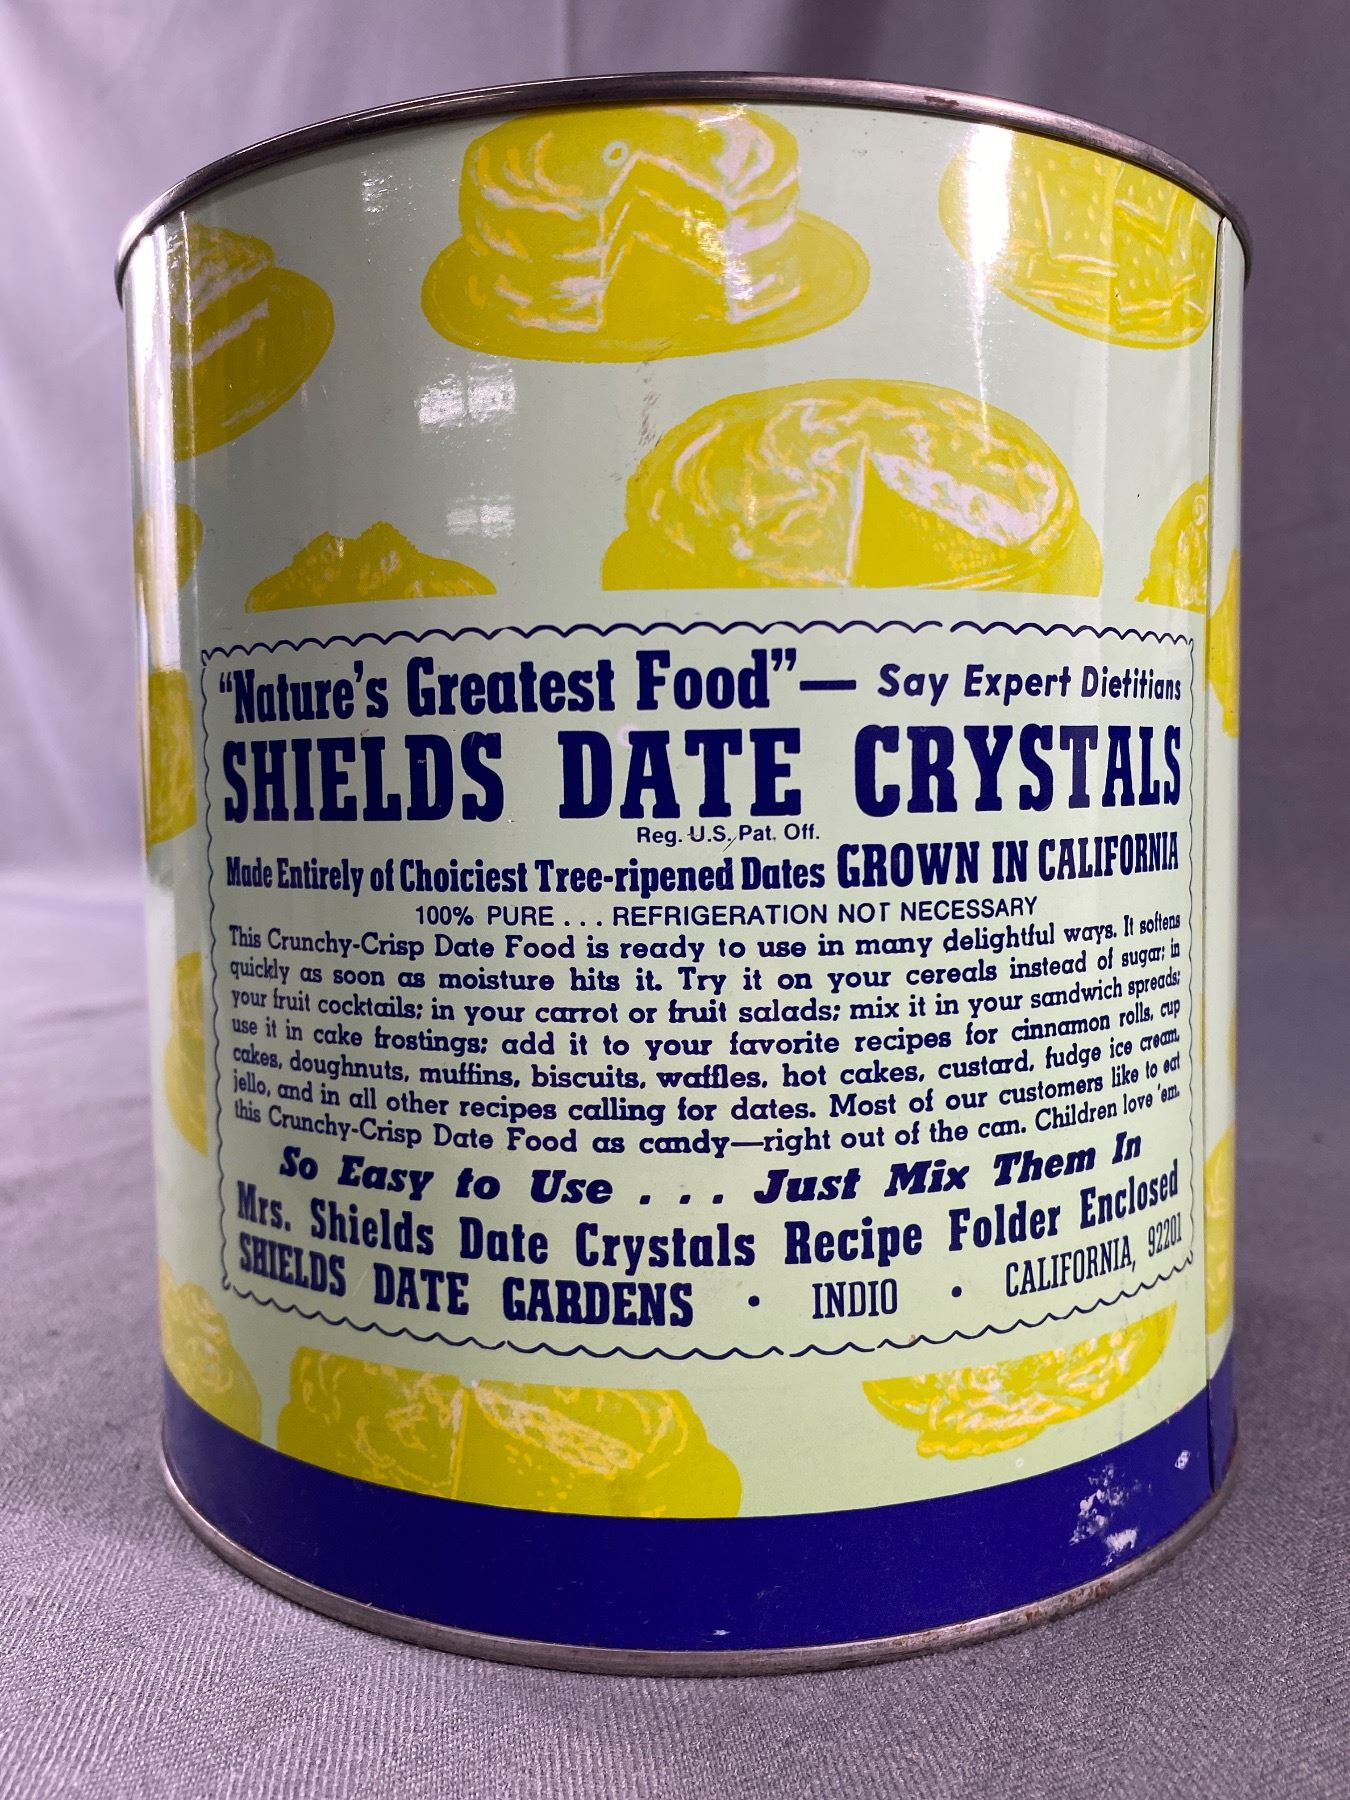 "Nature's Greatest Food"— Say Expert Dietitians
SHIELDS DATE CRYSTALS
Reg. U.S. Pat. Off.
Made Entirely of Choiciest Tree-ripened Dates GROWN IN CALIFORNIA
100% PURE . . . REFRIGERATION NOT NECESSARY
This Crunchy-Crisp Date Food is ready to use in many delightful ways. It softens
quickly as soon as moisture hits it. Try it on your cereals instead of sugar; in
your fruit cocktails; in your carrot or fruit salads; mix it in your sandwich spreads;
use it in cake frostings; add it to your favorite recipes for cinnamon rolls, cup
cakes, doughnuts, muffins, biscuits, waffles, hot cakes, custard, fudge ice cream,
jello, and in all other recipes calling for dates. Most of our customers like to eat
this Crunchy-Crisp Date Food as candy—right out of the can. Children love 'em.
So Easy to Use . . . Just Mix Them In
Mrs. Shields Date Crystals Recipe Folder Enclosed
SHIELDS DATE GARDENS • INDIO • CALIFORNIA, 92201